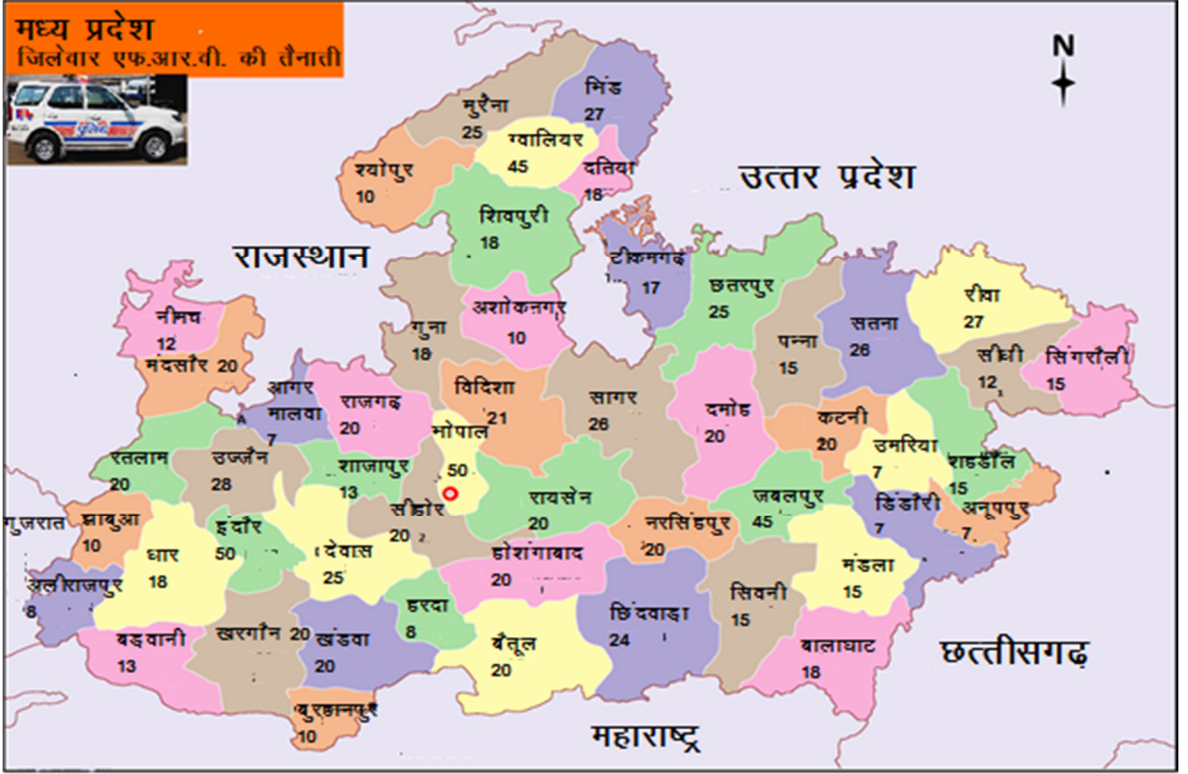 मध्य प्रदेश
जिलेवार एफ.आर.वी. की तैनाती
N
भिंड
27
मुरैना
25
ग्वालियर
45
दतिया
18
श्योपुर
10
शिवपुरी
18
उत्तर प्रदेश
राजस्थान
टीकमगढ़
17
छतरपुर
25
रीवा
27
नीमच
12
अशोकनगर
10
गुना
18
पन्ना
15
सतना
26
सीधी
12
सिंगरौली
15
मंदसौर 20
आगर
मालवा
7
राजगढ़
20
विदिशा
21
सागर
26
दमोह
20
कटनी
20
उमरिया
7
भोपाल
50
रतलाम
20
उज्जैन
28
शाजापुर
13
शहडौल
15
सीहोर
20
रायसेन
20
जबलपुर
45
डिंडौरी
7
अनूपपुर
7
गुजरात
झाबुआ
10
इंदौर
50
नरसिंहपुर
20
धार
18
देवास
25
होशंगाबाद
20
मंडला
15
अलीराजपुर
8
हरदा
8
छिंदवाड़ा
24
सिवनी
15
बड़वानी
13
खरगौन 20
खंडवा
20
बैतूल
20
बालाघाट
18
छत्तीसगढ़
बुरहानपुर
10
महाराष्ट्र